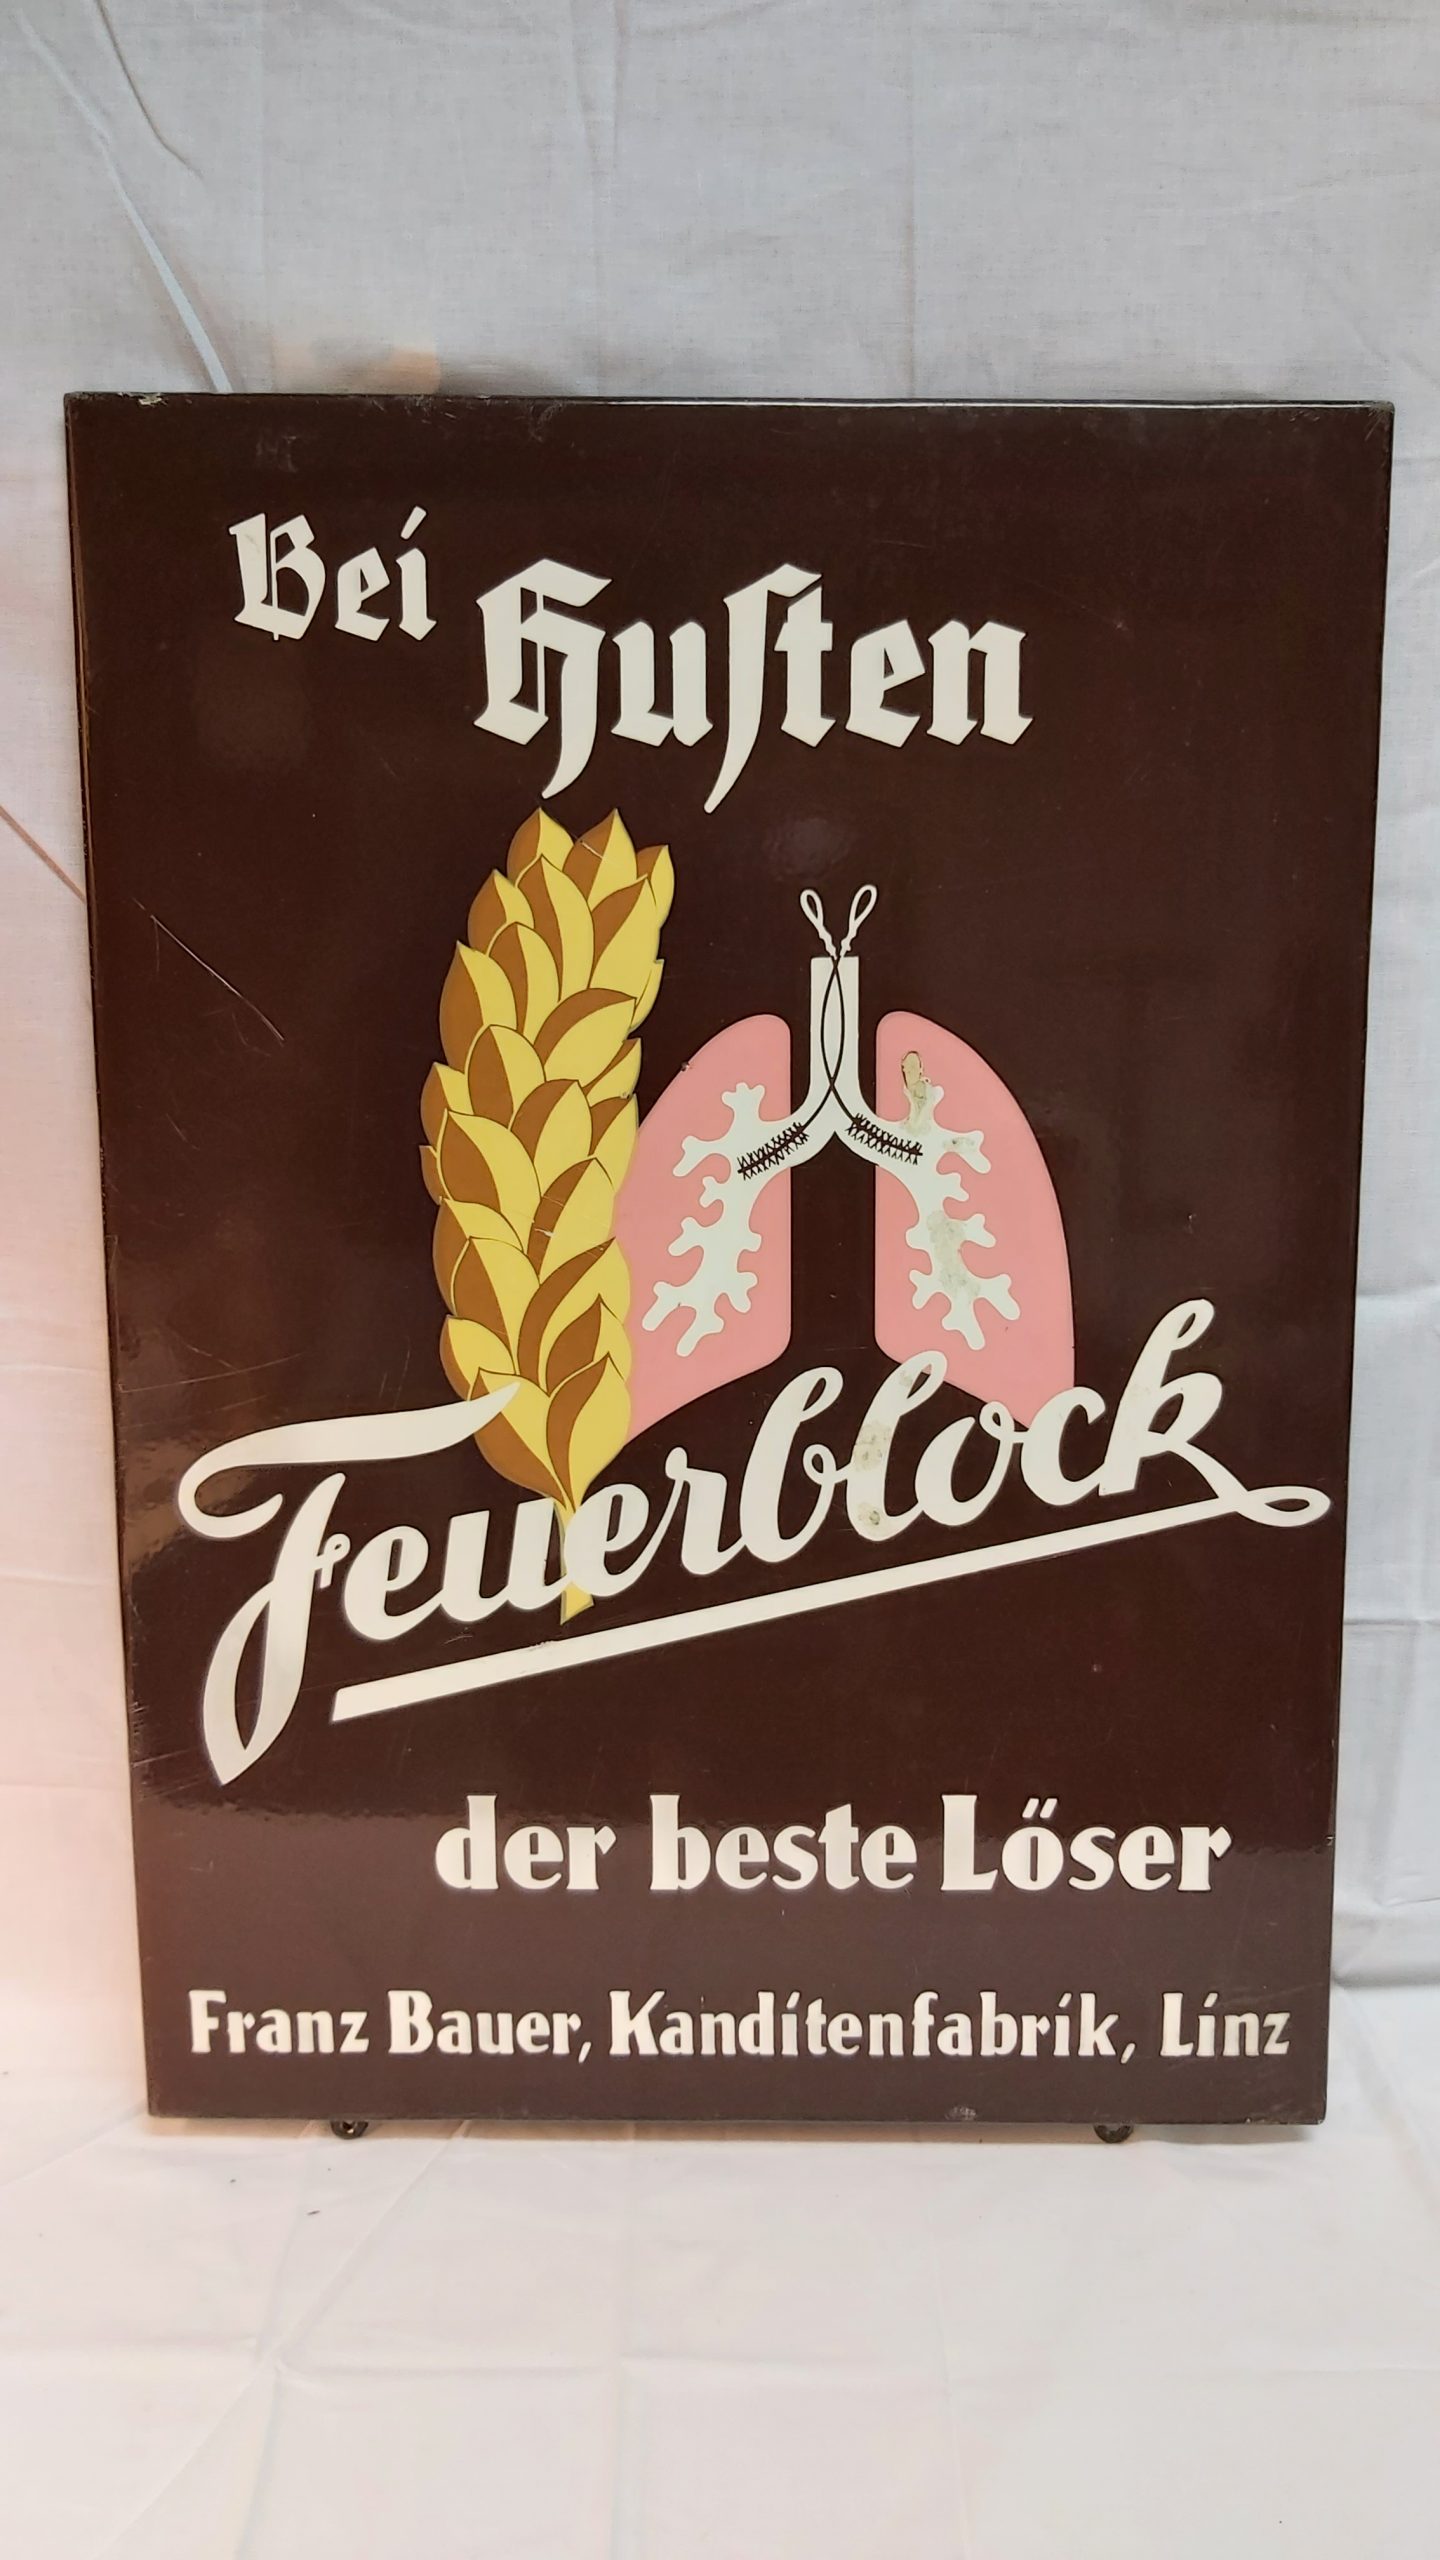 Bei Huſten
Feuerblock
der beste Löser
Franz Bauer, Kanditenfabrik, Linz